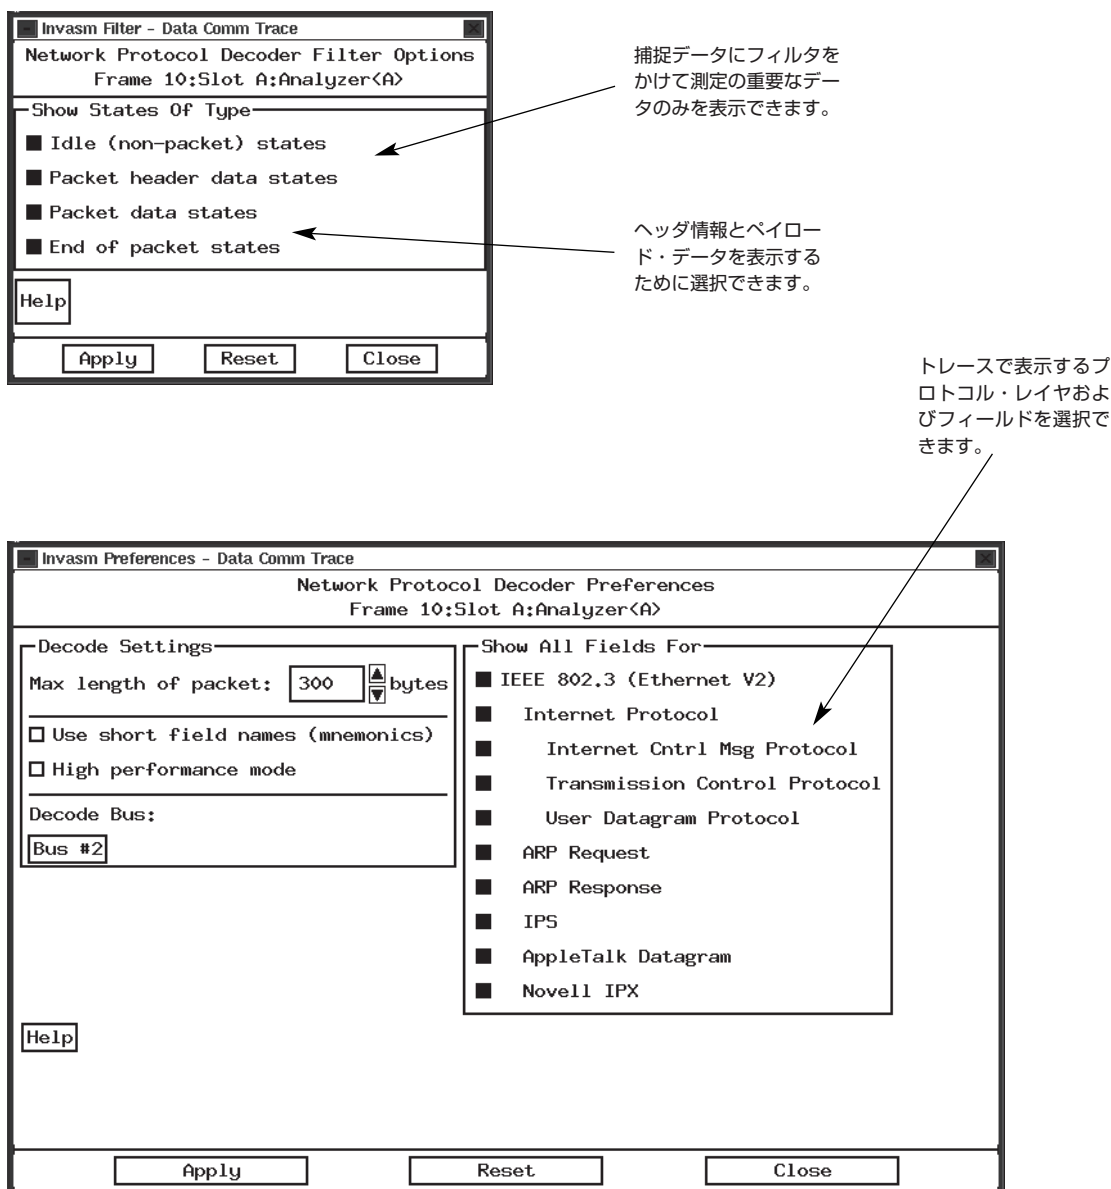 Invasm Filter - Data Comm Trace
Network Protocol Decoder Filter Options
Frame 10:Slot A:Analyzer<A>
Show States Of Type
Idle (non-packet) states
Packet header data states
Packet data states
End of packet states
Help
Apply Reset Close
捕捉データにフィルタを
かけて測定の重要なデー
タのみを表示できます。
ヘッダ情報とペイロー
ド・データを表示する
ために選択できます。
トレースで表示するプ
ロトコル・レイヤおよ
びフィールドを選択で
きます。
Invasm Preferences - Data Comm Trace
Network Protocol Decoder Preferences
Frame 10:Slot A:Analyzer<A>
Decode Settings
Max length of packet: 300 bytes
Use short field names (mnemonics)
High performance mode
Decode Bus:
Bus #2
Show All Fields For
IEEE 802.3 (Ethernet V2)
Internet Protocol
Internet Cntrl Msg Protocol
Transmission Control Protocol
User Datagram Protocol
ARP Request
ARP Response
IPS
AppleTalk Datagram
Novell IPX
Help
Apply Reset Close